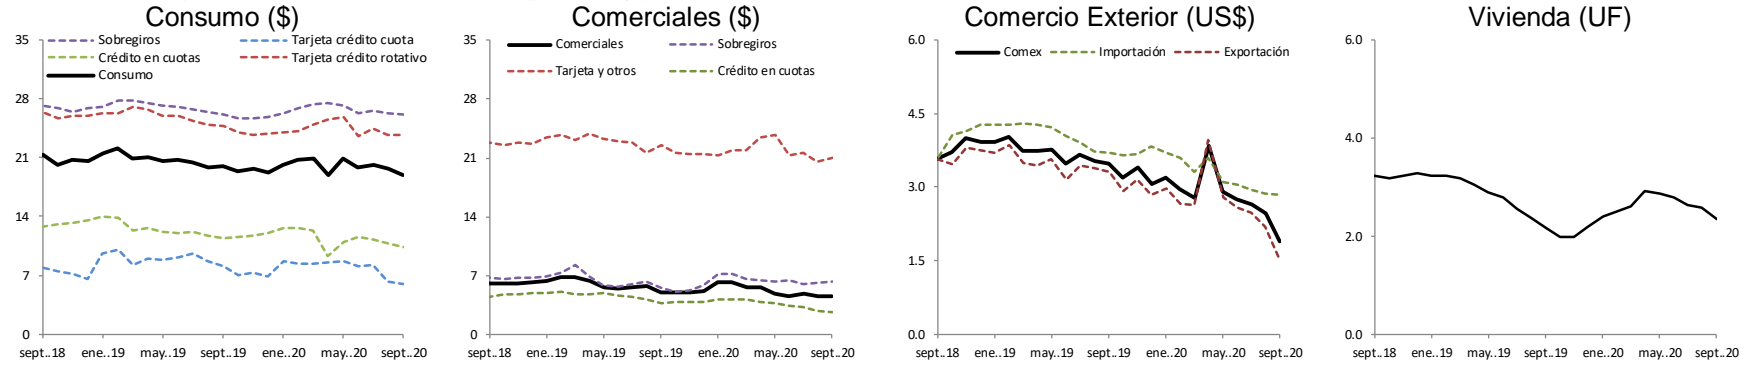 Consumo ($)
35
28
21
14
7
0
Sobregiros
Tarjeta crédito cuota
Crédito en cuotas
Tarjeta crédito rotativo
Consumo
sept..18 ene..19 may..19 sept..19 ene..20 may..20 sept..20
Comerciales ($)
35
28
21
14
7
0
Comerciales
Sobregiros
Tarjeta y otros
Crédito en cuotas
sept..18 ene..19 may..19 sept..19 ene..20 may..20 sept..20
Comercio Exterior (US$)
6.0
4.5
3.0
1.5
0.0
Comex
Importación
Exportación
sept..18 ene..19 may..19 sept..19 ene..20 may..20 sept..20
Vivienda (UF)
6.0
4.0
2.0
0.0
sept..18 ene..19 may..19 sept..19 ene..20 may..20 sept..20